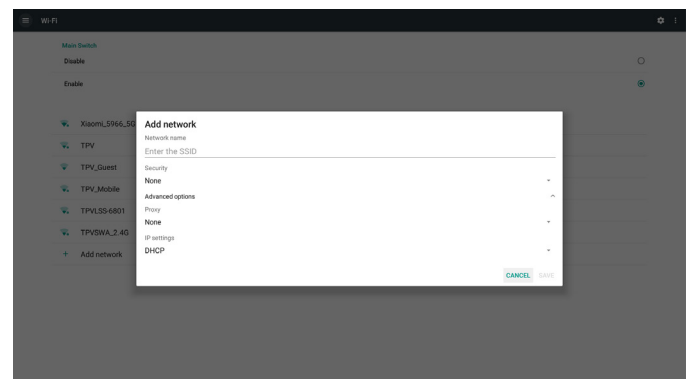 Wi-Fi
Main Switch
Disable
Enable
Xiaomi_5966_5G
TPV
TPV_Guest
TPV_Mobile
TPVLSS-6801
TPVSWA_2.4G
Add network
Add network
Network name
Enter the SSID
Security
None
Advanced options
Proxy
None
IP settings
DHCP
CANCEL SAVE